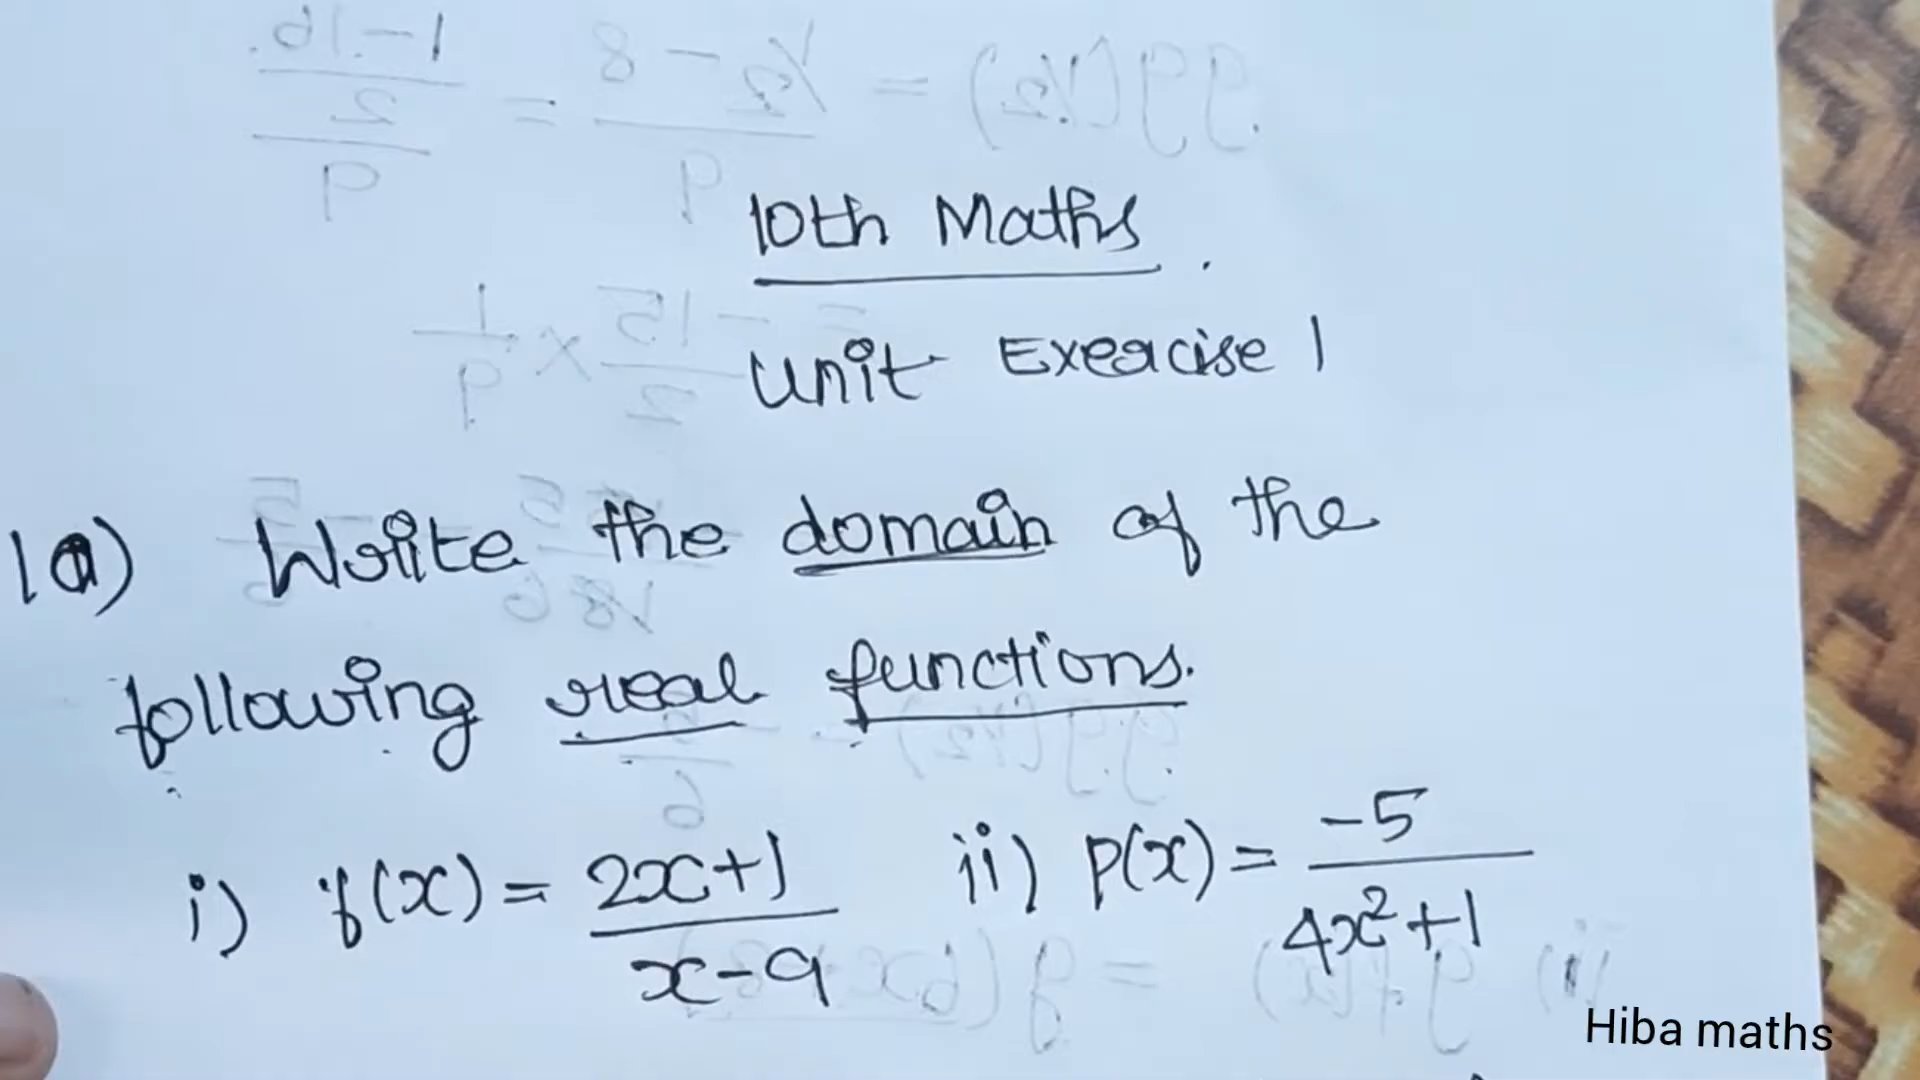 10th Maths
Unit Exercise 1
10) Write the domain of the
following real functions.
i) f(x) = 2x+1 / x-9 ii) p(x) = -5 / 4x²+1
Hiba maths